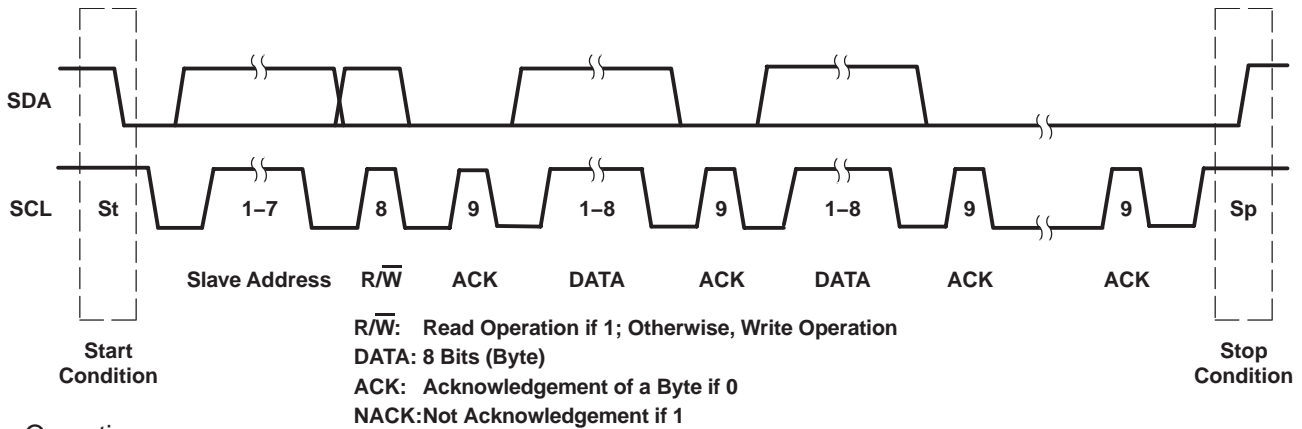 SDA
SCL St 1–7 8 9 1–8 9 1–8 9 9 Sp
Slave Address R/W̅ ACK DATA ACK DATA ACK ACK
Start
Condition
R/W̅: Read Operation if 1; Otherwise, Write Operation
DATA: 8 Bits (Byte)
ACK: Acknowledgement of a Byte if 0
NACK:Not Acknowledgement if 1
Stop
Condition